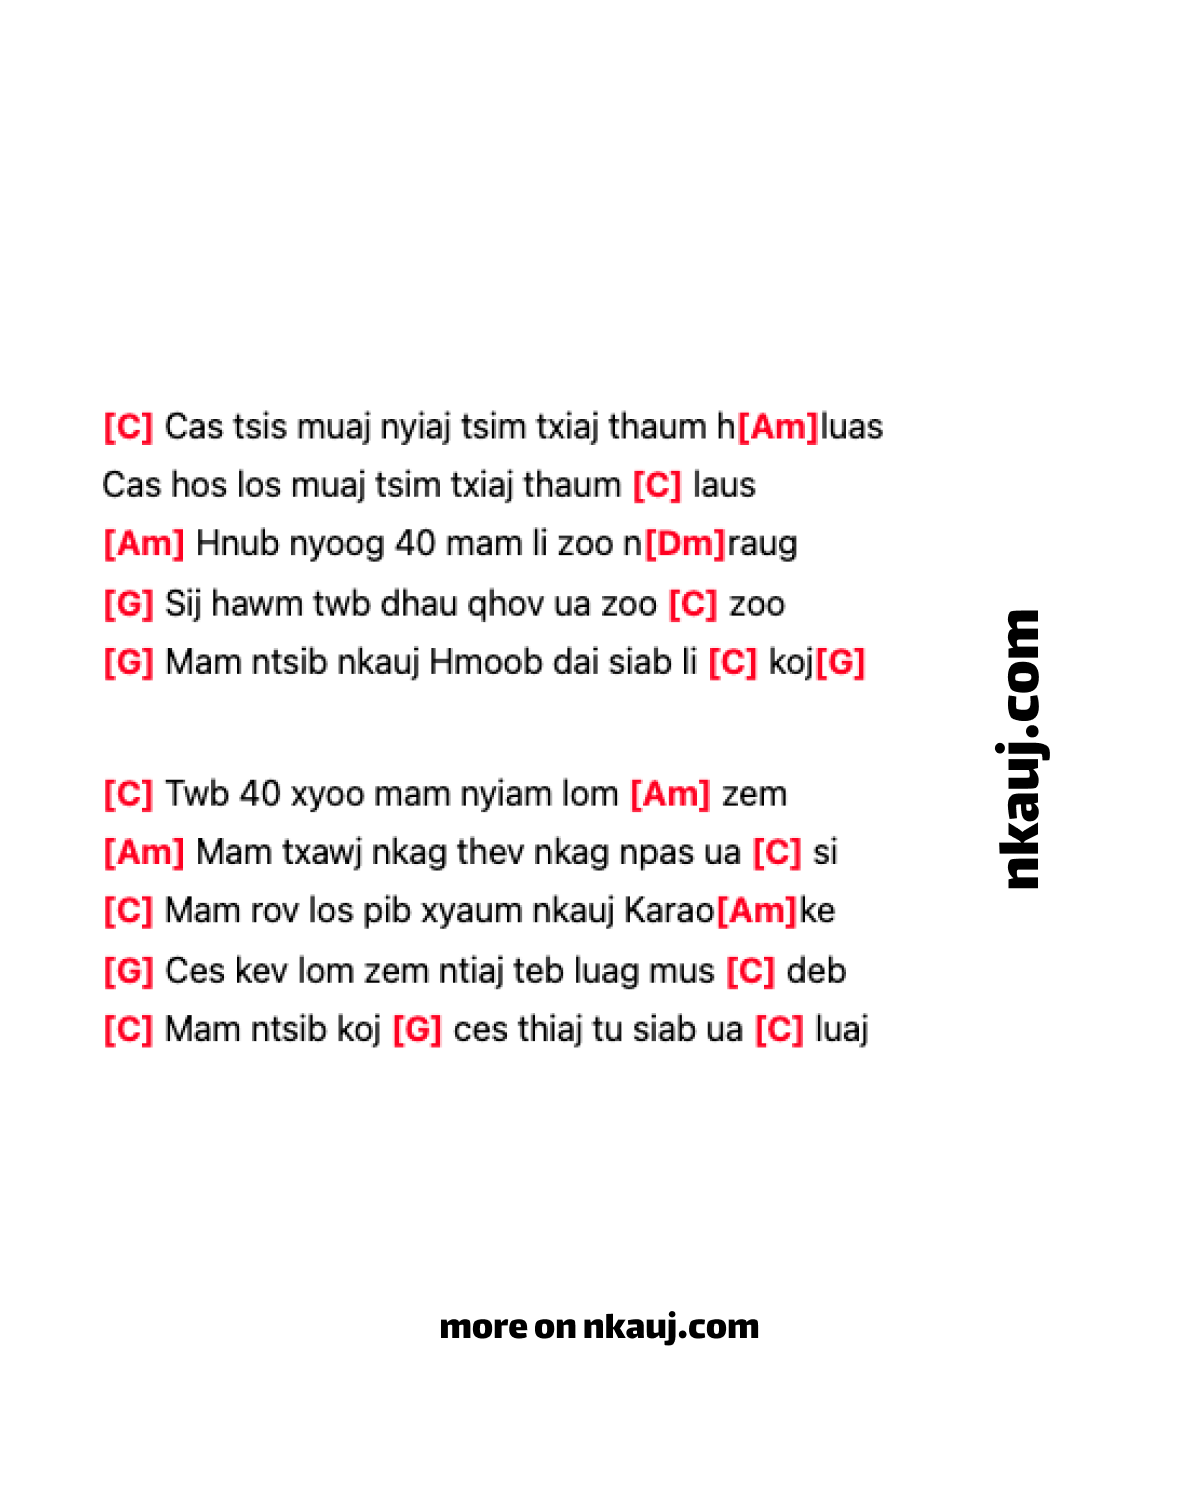 [C] Cas tsis muaj nyiaj tsim txiaj thaum h[Am]luas
Cas hos los muaj tsim txiaj thaum [C] laus
[Am] Hnub nyoog 40 mam li zoo n[Dm]raug
[G] Sij hawm twb dhau qhov ua zoo [C] zoo
[G] Mam ntsib nkauj Hmoob dai siab li [C] koj[G]
[C] Twb 40 xyoo mam nyiam lom [Am] zem
[Am] Mam txawj nkag thev nkag npas ua [C] si
[C] Mam rov los pib xyaum nkauj Karao[Am]ke
[G] Ces kev lom zem ntiaj teb luag mus [C] deb
[C] Mam ntsib koj [G] ces thiaj tu siab ua [C] luaj
nkauj.com
more on nkauj.com